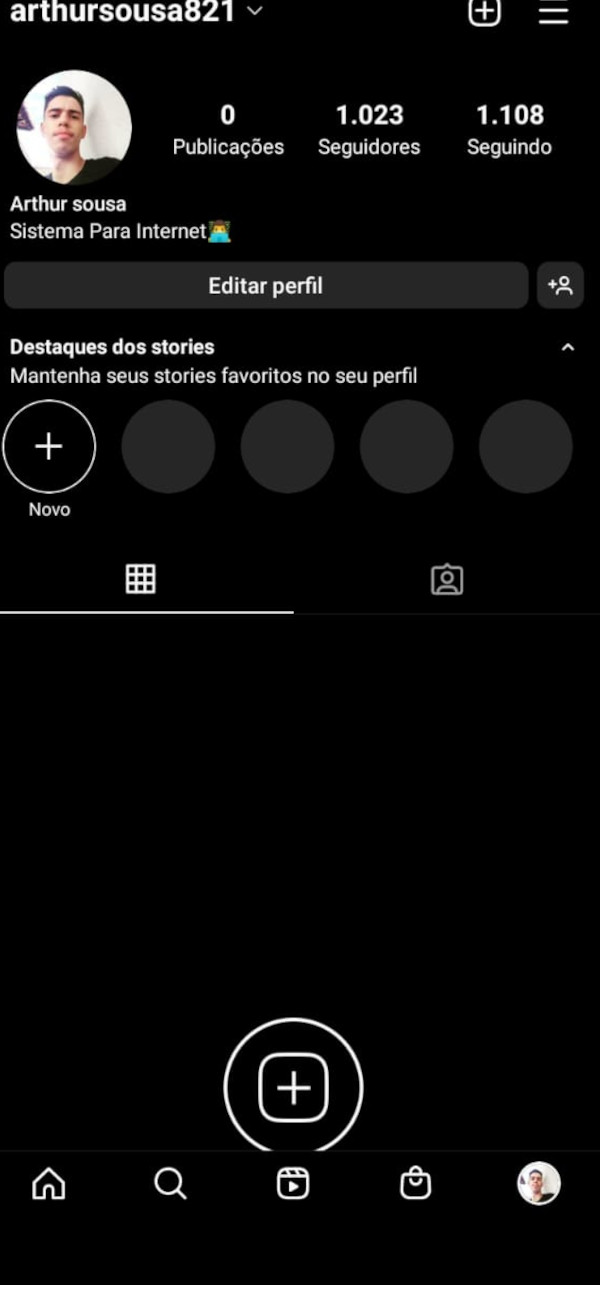 arthursousa821
0 1.023 1.108
Publicações Seguidores Seguindo
Arthur sousa
Sistema Para Internet👨‍💻
Editar perfil
Destaques dos stories
Mantenha seus stories favoritos no seu perfil
Novo